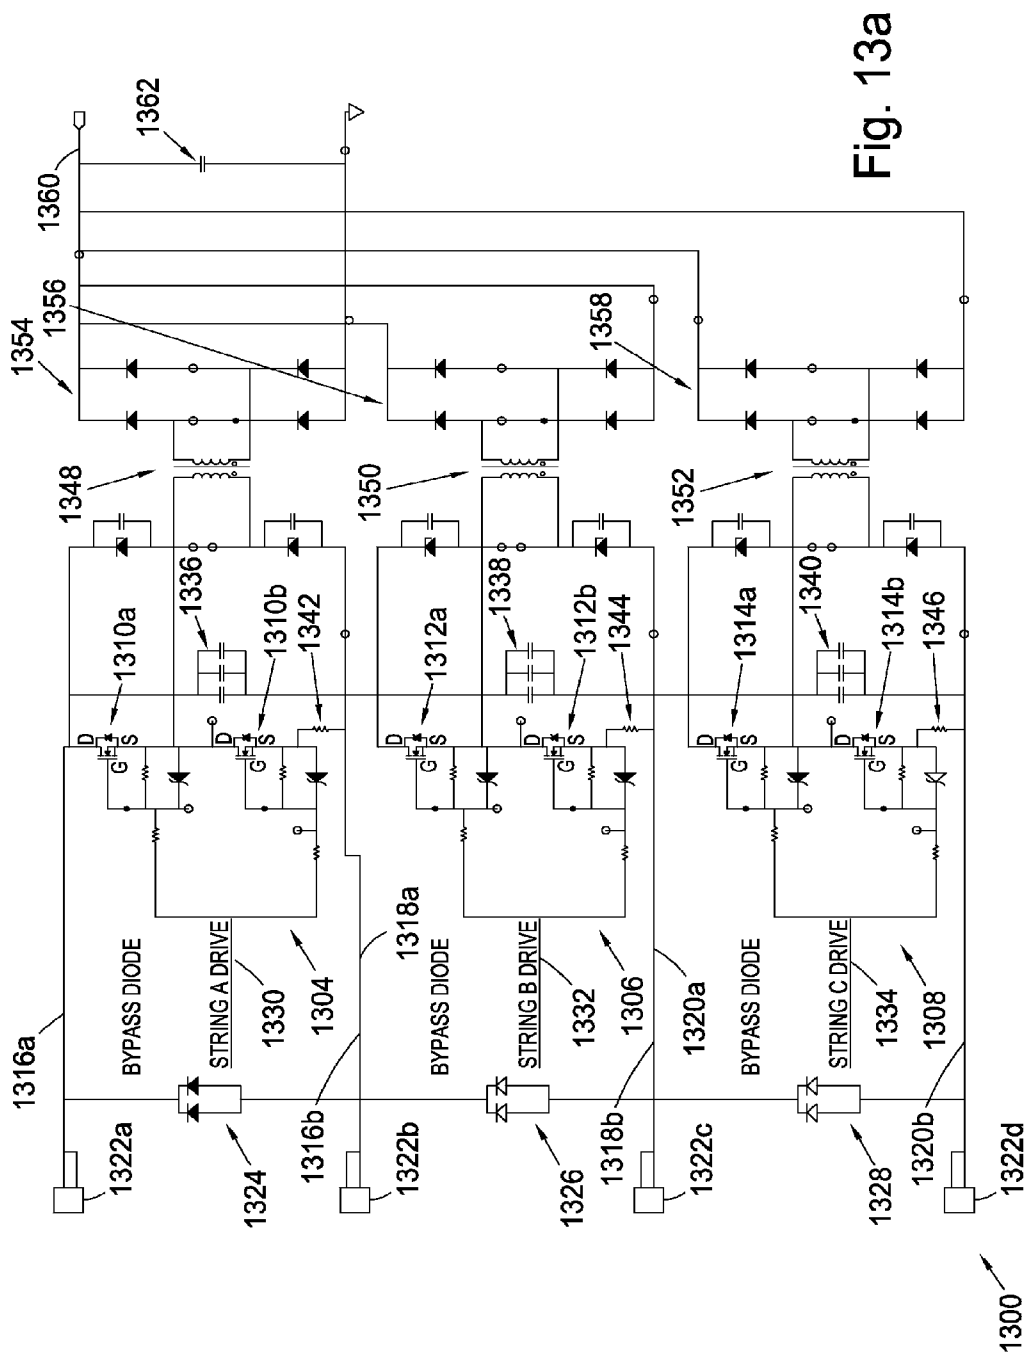 Fig. 13a
1300
1316a
1322a
1324
BYPASS DIODE
STRING A DRIVE
1330
1304
1310a
D
G
S
1336
1310b
D
G
S
1342
1348
1354
1360
1362
1316b
1318a
1322b
1326
BYPASS DIODE
STRING B DRIVE
1332
1306
1312a
D
G
S
1338
1312b
D
G
S
1344
1350
1356
1318b
1320a
1322c
1328
BYPASS DIODE
STRING C DRIVE
1334
1308
1314a
D
G
S
1340
1314b
D
G
S
1346
1352
1358
1320b
1322d